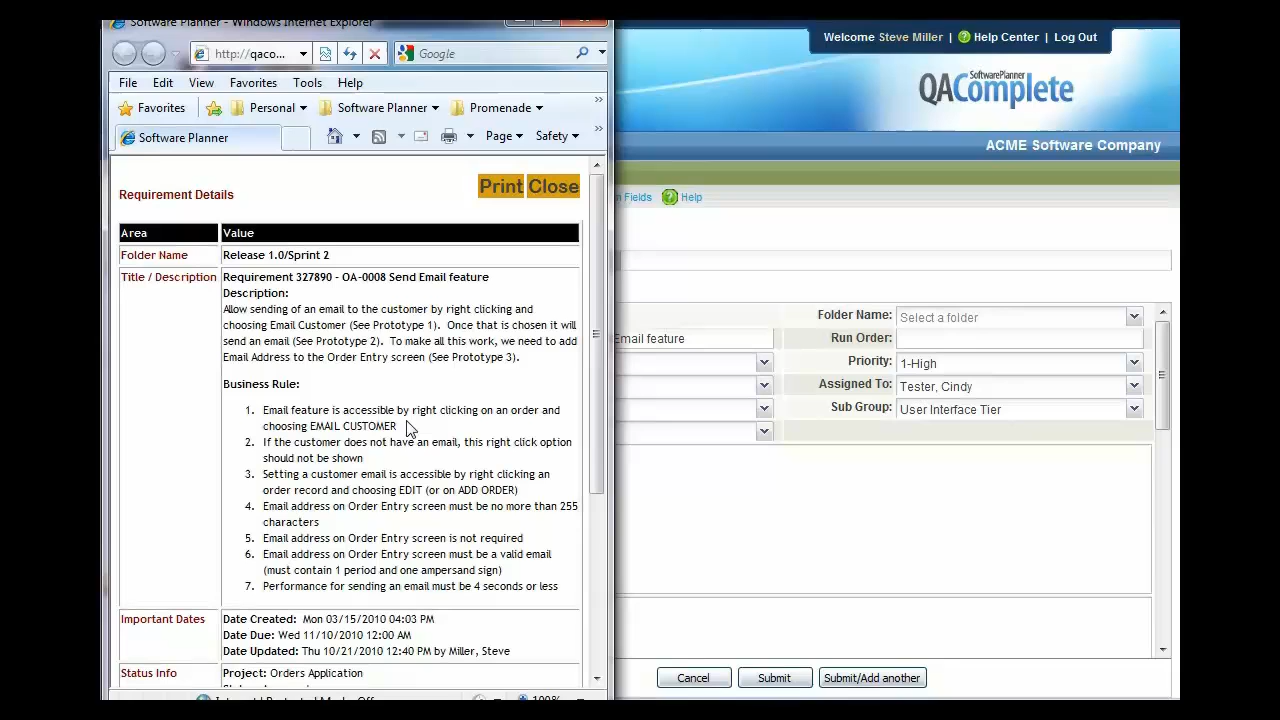 Software Planner - Windows Internet Explorer
http://qaco...
Google
File Edit View Favorites Tools Help
Favorites Personal Software Planner Promenade
Software Planner
Page Safety
Print Close
Requirement Details
Area Value
Folder Name Release 1.0/Sprint 2
Title / Description Requirement 327890 - OA-0008 Send Email feature
Description:
Allow sending of an email to the customer by right clicking and
choosing Email Customer (See Prototype 1). Once that is chosen it will
send an email (See Prototype 2). To make all this work, we need to add
Email Address to the Order Entry screen (See Prototype 3).
Business Rule:
1. Email feature is accessible by right clicking on an order and
choosing EMAIL CUSTOMER
2. If the customer does not have an email, this right click option
should not be shown
3. Setting a customer email is accessible by right clicking an
order record and choosing EDIT (or on ADD ORDER)
4. Email address on Order Entry screen must be no more than 255
characters
5. Email address on Order Entry screen is not required
6. Email address on Order Entry screen must be a valid email
(must contain 1 period and one ampersand sign)
7. Performance for sending an email must be 4 seconds or less
Important Dates Date Created: Mon 03/15/2010 04:03 PM
Date Due: Wed 11/10/2010 12:00 AM
Date Updated: Thu 10/21/2010 12:40 PM by Miller, Steve
Status Info Project: Orders Application
100%
Welcome Steve Miller | Help Center | Log Out
SoftwarePlanner
QAComplete
ACME Software Company
Fields Help
Folder Name: Select a folder
Email feature Run Order:
Priority: 1-High
Assigned To: Tester, Cindy
Sub Group: User Interface Tier
Cancel Submit Submit/Add another